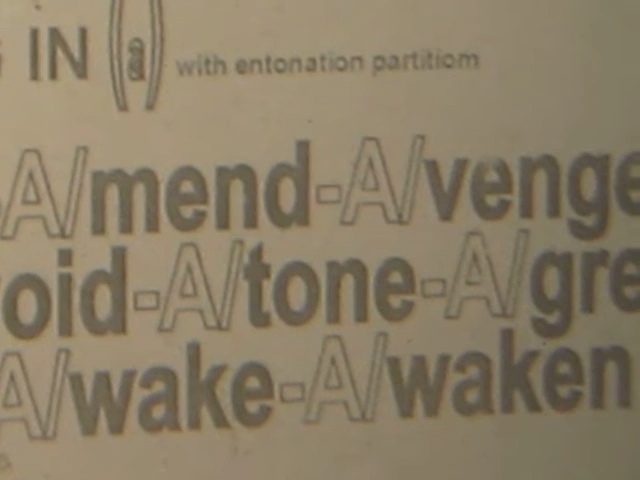 IN (a) with entonation partitiom
-A/mend-A/venge
oid-A/tone-A/gre
A/wake-A/waken